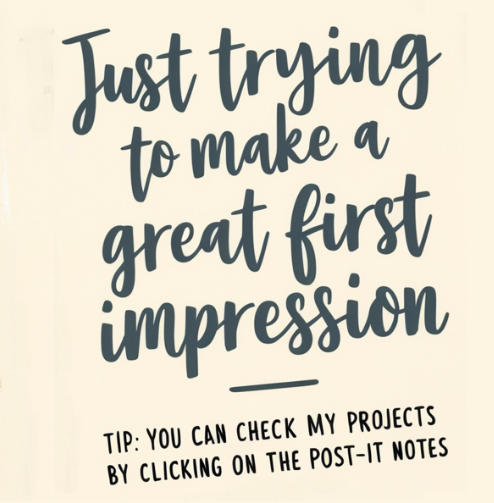 Just trying
to make a
great first
impression
TIP: YOU CAN CHECK MY PROJECTS
BY CLICKING ON THE POST-IT NOTES